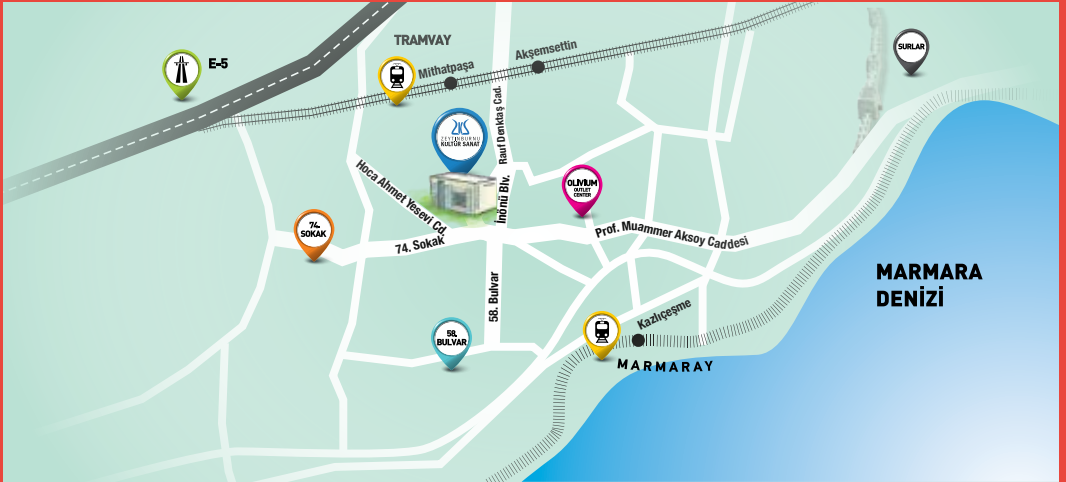 TRAMVAY
Akşemsettin
Mithatpaşa
E-5
SURLAR
Rauf Denktaş Cad.
ZKS
ZEYTİNBURNU
KÜLTÜR SANAT
Hoca Ahmet Yesevi Cd.
İnönü Blv.
OLIVIUM
OUTLET
CENTER
74.
SOKAK
74. Sokak
Prof. Muammer Aksoy Caddesi
MARMARA
DENİZİ
58. Bulvar
58.
BULVAR
Kazlıçeşme
MARMARAY